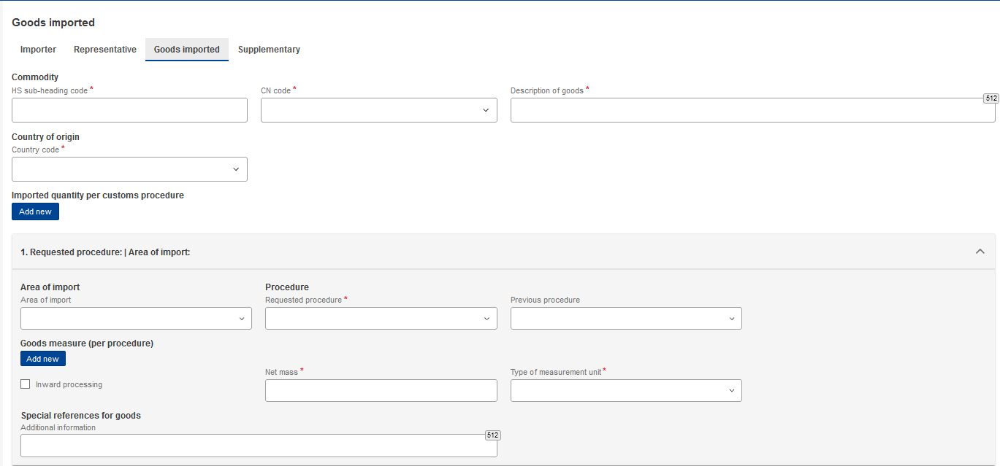 Goods imported
Importer Representative Goods imported Supplementary
Commodity
HS sub-heading code * CN code * Description of goods *
512
Country of origin
Country code *
Imported quantity per customs procedure
Add new
1. Requested procedure: | Area of import:
Area of import Procedure
Area of import Requested procedure * Previous procedure
Goods measure (per procedure)
Add new
Net mass * Type of measurement unit *
Inward processing
Special references for goods
Additional information
512